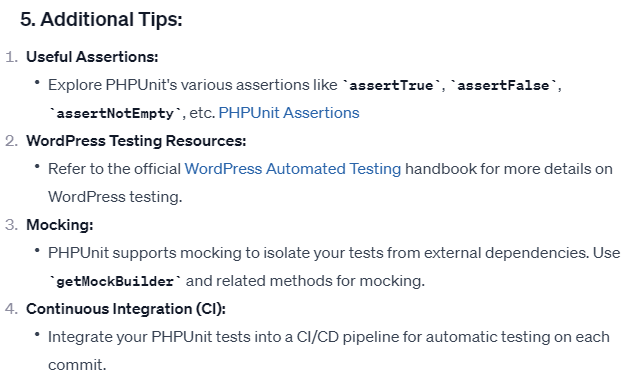 5. Additional Tips:
1. Useful Assertions:
• Explore PHPUnit's various assertions like `assertTrue`, `assertFalse`,
`assertNotEmpty`, etc. PHPUnit Assertions
2. WordPress Testing Resources:
• Refer to the official WordPress Automated Testing handbook for more details on
WordPress testing.
3. Mocking:
• PHPUnit supports mocking to isolate your tests from external dependencies. Use
`getMockBuilder` and related methods for mocking.
4. Continuous Integration (CI):
• Integrate your PHPUnit tests into a CI/CD pipeline for automatic testing on each
commit.